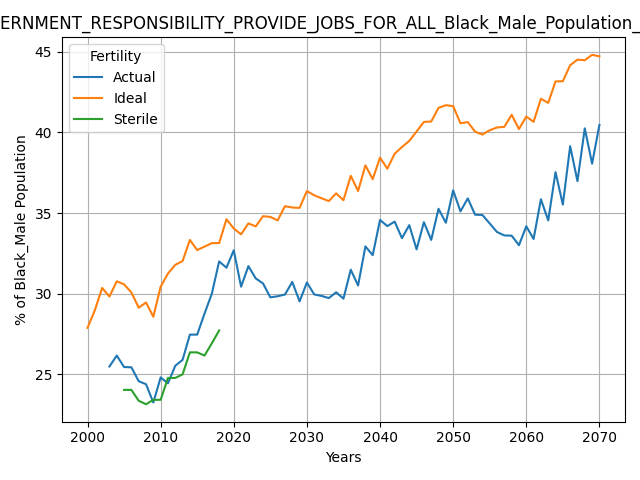 ERNMENT_RESPONSIBILITY_PROVIDE_JOBS_FOR_ALL_Black_Male_Population_
Fertility
Actual
Ideal
Sterile
% of Black_Male Population
45
40
35
30
25
2000 2010 2020 2030 2040 2050 2060 2070
Years